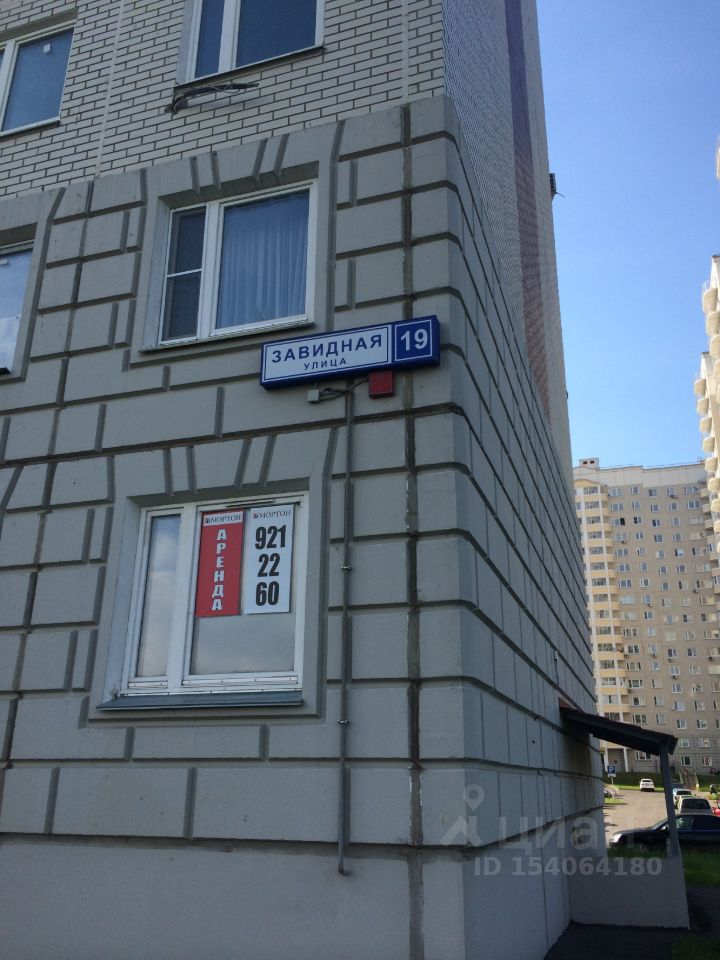 ЗАВИДНАЯ
УЛИЦА
19
МОРТОН
АРЕНДА
МОРТОН
921
22
60
циан
ID 154064180